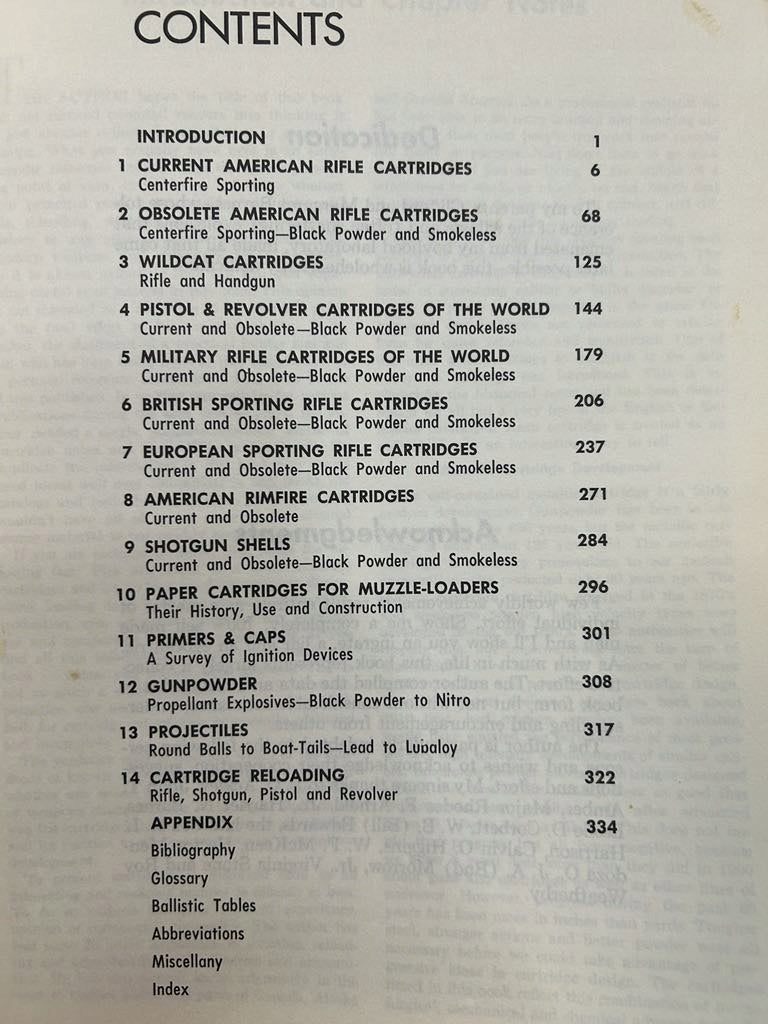 CONTENTS
INTRODUCTION 1
1 CURRENT AMERICAN RIFLE CARTRIDGES 6
Centerfire Sporting
2 OBSOLETE AMERICAN RIFLE CARTRIDGES 68
Centerfire Sporting—Black Powder and Smokeless
3 WILDCAT CARTRIDGES 125
Rifle and Handgun
4 PISTOL & REVOLVER CARTRIDGES OF THE WORLD 144
Current and Obsolete—Black Powder and Smokeless
5 MILITARY RIFLE CARTRIDGES OF THE WORLD 179
Current and Obsolete—Black Powder and Smokeless
6 BRITISH SPORTING RIFLE CARTRIDGES 206
Current and Obsolete—Black Powder and Smokeless
7 EUROPEAN SPORTING RIFLE CARTRIDGES 237
Current and Obsolete—Black Powder and Smokeless
8 AMERICAN RIMFIRE CARTRIDGES 271
Current and Obsolete
9 SHOTGUN SHELLS 284
Current and Obsolete—Black Powder and Smokeless
10 PAPER CARTRIDGES FOR MUZZLE-LOADERS 296
Their History, Use and Construction
11 PRIMERS & CAPS 301
A Survey of Ignition Devices
12 GUNPOWDER 308
Propellant Explosives—Black Powder to Nitro
13 PROJECTILES 317
Round Balls to Boat-Tails—Lead to Lubaloy
14 CARTRIDGE RELOADING 322
Rifle, Shotgun, Pistol and Revolver
APPENDIX 334
Bibliography
Glossary
Ballistic Tables
Abbreviations
Miscellany
Index